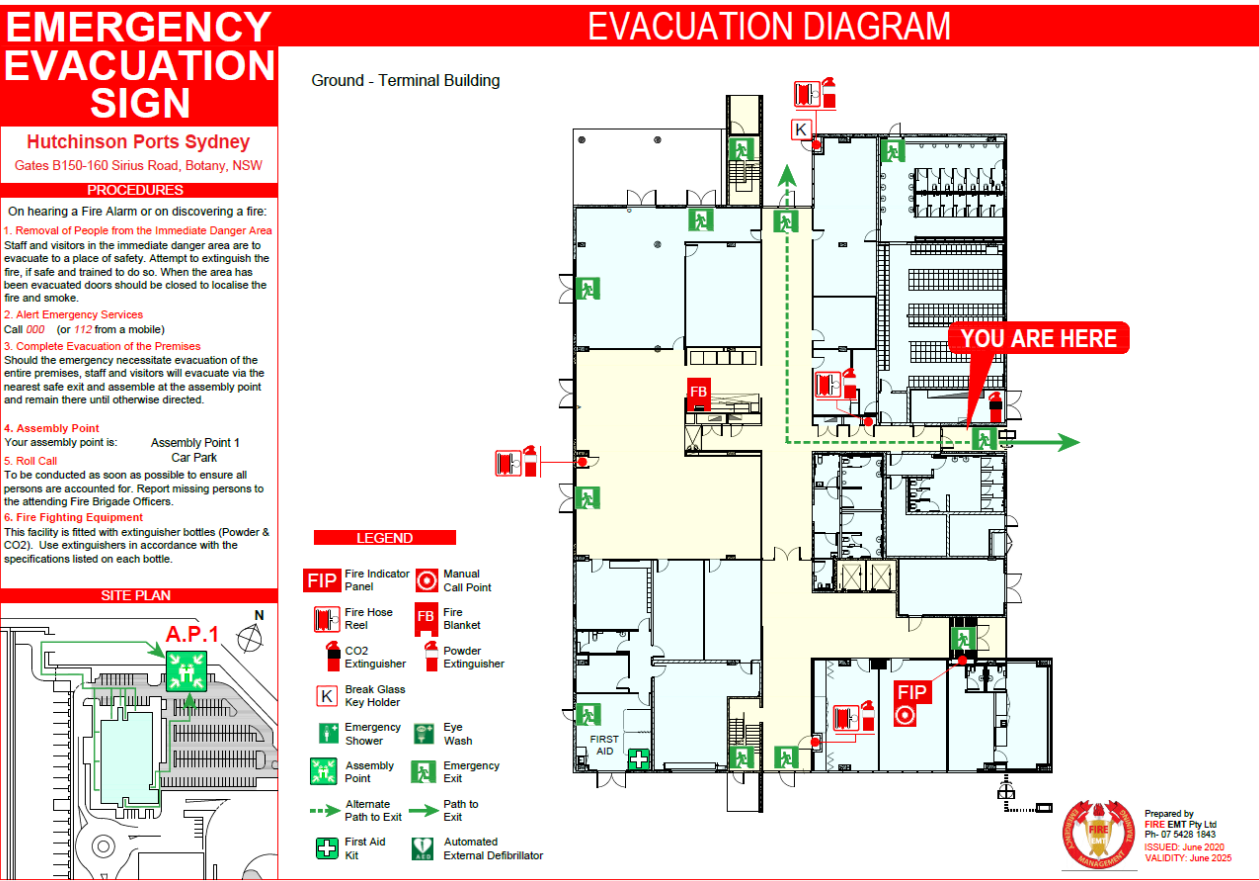 EMERGENCY
EVACUATION
SIGN
Hutchinson Ports Sydney
Gates B150-160 Sirius Road, Botany, NSW
PROCEDURES
On hearing a Fire Alarm or on discovering a fire:
1. Removal of People from the Immediate Danger Area
Staff and visitors in the immediate danger area are to
evacuate to a place of safety. Attempt to extinguish the
fire, if safe and trained to do so. When the area has
been evacuated doors should be closed to localise the
fire and smoke.
2. Alert Emergency Services
Call 000 (or 112 from a mobile)
3. Complete Evacuation of the Premises
Should the emergency necessitate evacuation of the
entire premises, staff and visitors will evacuate via the
nearest safe exit and assemble at the assembly point
and remain there until otherwise directed.
4. Assembly Point
Your assembly point is: Assembly Point 1
Car Park
5. Roll Call
To be conducted as soon as possible to ensure all
persons are accounted for. Report missing persons to
the attending Fire Brigade Officers.
6. Fire Fighting Equipment
This facility is fitted with extinguisher bottles (Powder &
CO2). Use extinguishers in accordance with the
specifications listed on each bottle.
SITE PLAN
N
A.P.1
EVACUATION DIAGRAM
Ground - Terminal Building
K
YOU ARE HERE
FB
FIP
FIRST
AID
LEGEND
FIP Fire Indicator
Panel
Manual
Call Point
Fire Hose
Reel
FB Fire
Blanket
CO2
Extinguisher
Powder
Extinguisher
K Break Glass
Key Holder
Emergency
Shower
Eye
Wash
Assembly
Point
Emergency
Exit
Alternate
Path to Exit
Path to
Exit
First Aid
Kit
AED Automated
External Defibrillator
EMERGENCY
TRAINING
MANAGEMENT
FIRE
EMT
Prepared by
FIRE EMT Pty Ltd
Ph- 07 5428 1843
ISSUED: June 2020
VALIDITY: June 2025